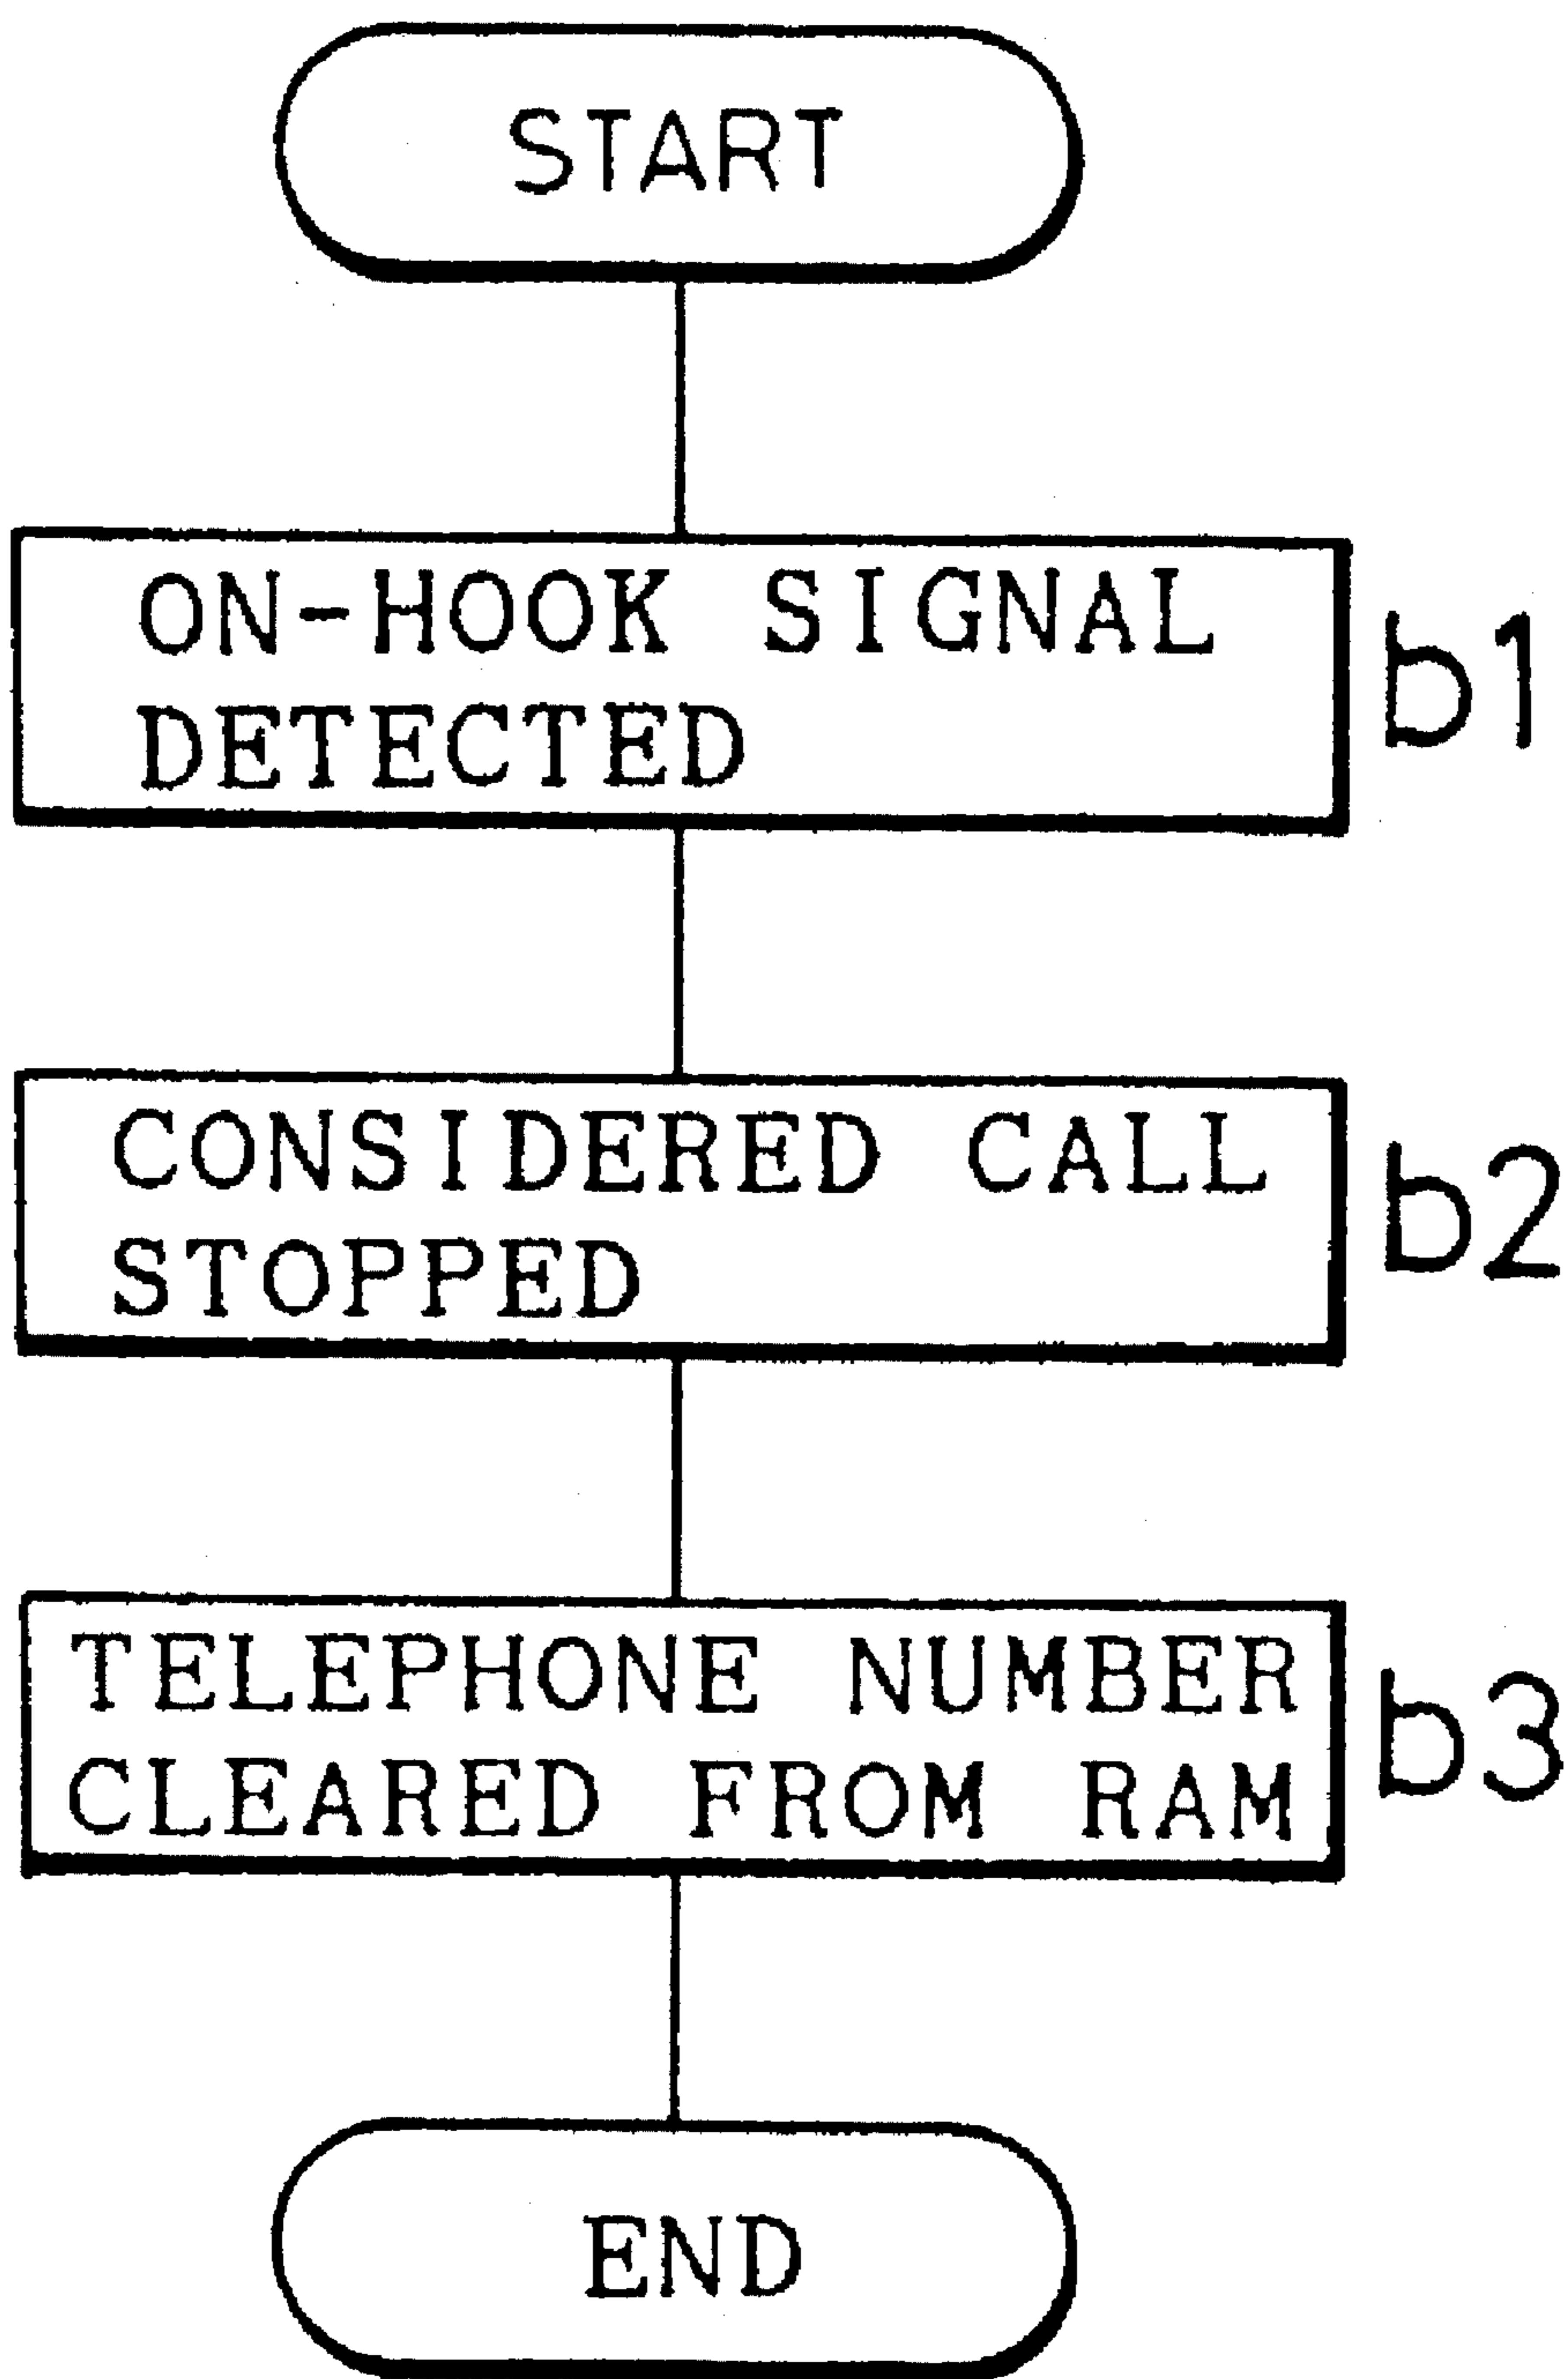 START
ON-HOOK SIGNAL
DETECTED
b1
CONSIDERED CALL
STOPPED
b2
TELEPHONE NUMBER
CLEARED FROM RAM
b3
END